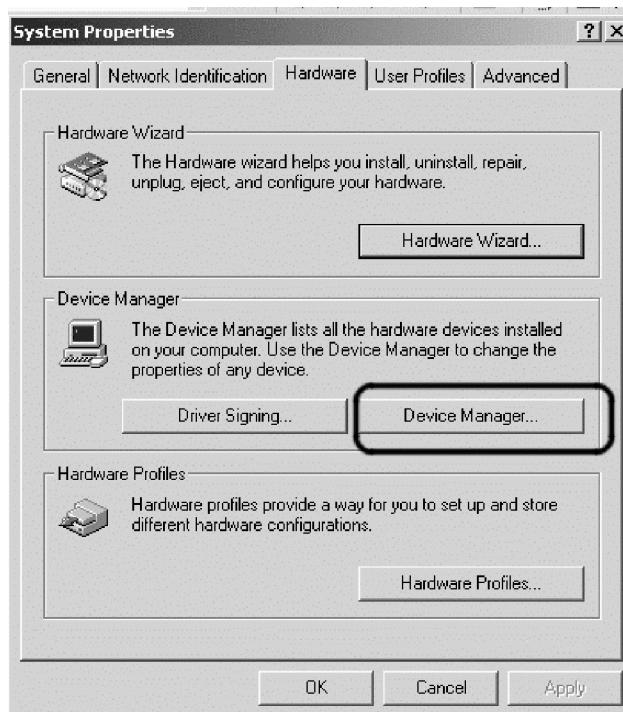 System Properties
? ×
General Network Identification Hardware User Profiles Advanced
Hardware Wizard
The Hardware wizard helps you install, uninstall, repair,
unplug, eject, and configure your hardware.
Hardware Wizard...
Device Manager
The Device Manager lists all the hardware devices installed
on your computer. Use the Device Manager to change the
properties of any device.
Driver Signing...
Device Manager...
Hardware Profiles
Hardware profiles provide a way for you to set up and store
different hardware configurations.
Hardware Profiles...
OK
Cancel
Apply